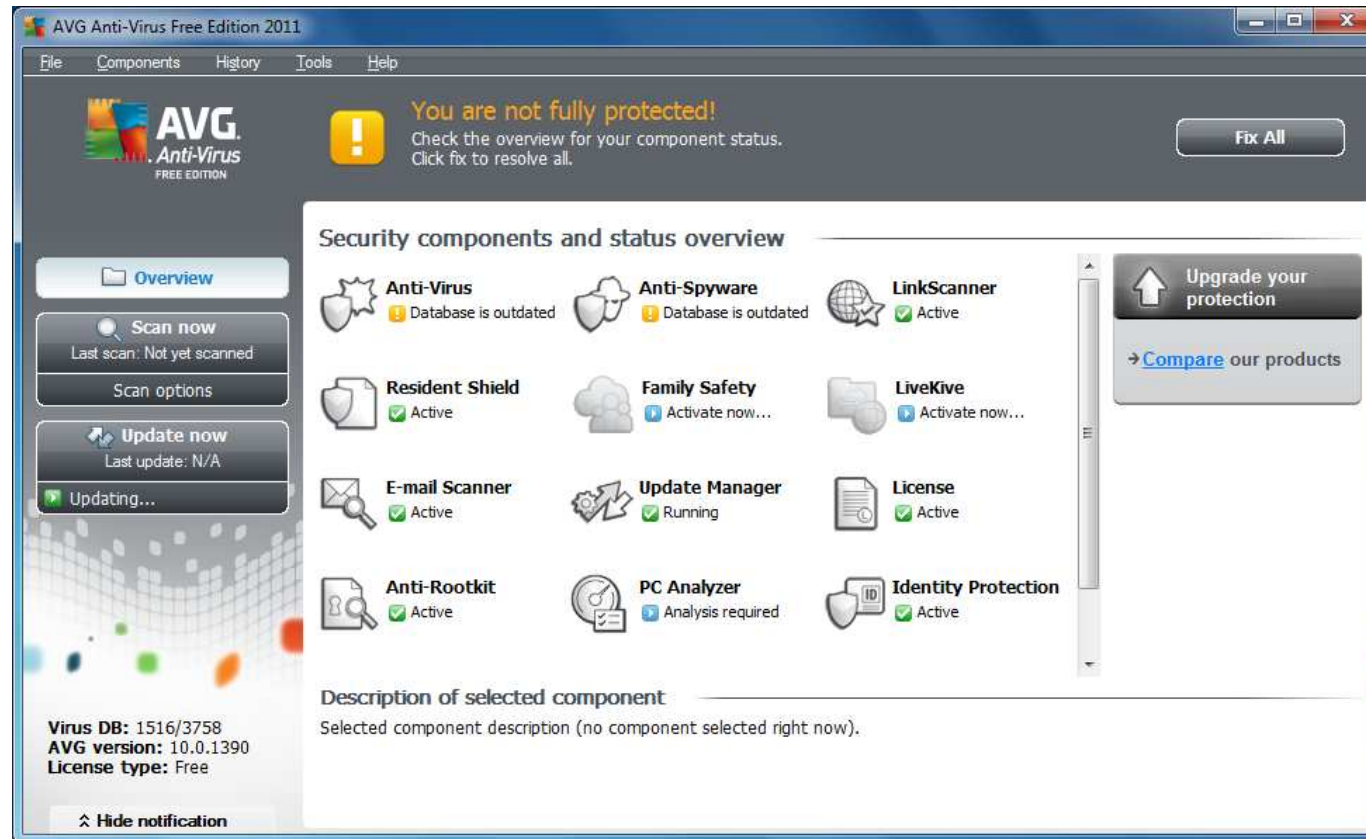 AVG Anti-Virus Free Edition 2011
File Components History Tools Help
AVG.
Anti-Virus
FREE EDITION
You are not fully protected!
Check the overview for your component status.
Click fix to resolve all.
Fix All
Overview
Scan now
Last scan: Not yet scanned
Scan options
Update now
Last update: N/A
Updating...
Virus DB: 1516/3758
AVG version: 10.0.1390
License type: Free
Hide notification
Security components and status overview
Anti-Virus
Database is outdated
Anti-Spyware
Database is outdated
LinkScanner
Active
Resident Shield
Active
Family Safety
Activate now...
LiveKive
Activate now...
E-mail Scanner
Active
Update Manager
Running
License
Active
Anti-Rootkit
Active
PC Analyzer
Analysis required
ID
Identity Protection
Active
Description of selected component
Selected component description (no component selected right now).
Upgrade your
protection
Compare our products